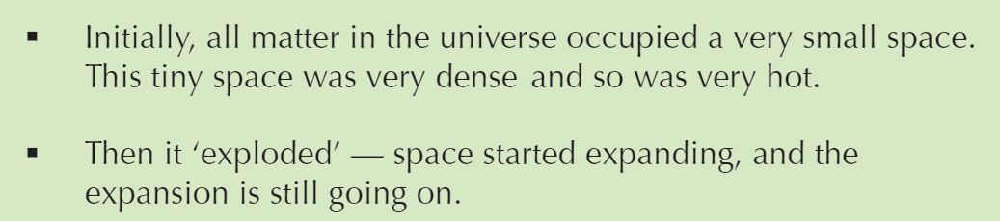 ▪ Initially, all matter in the universe occupied a very small space.
This tiny space was very dense and so was very hot.
▪ Then it ‘exploded’ — space started expanding, and the
expansion is still going on.